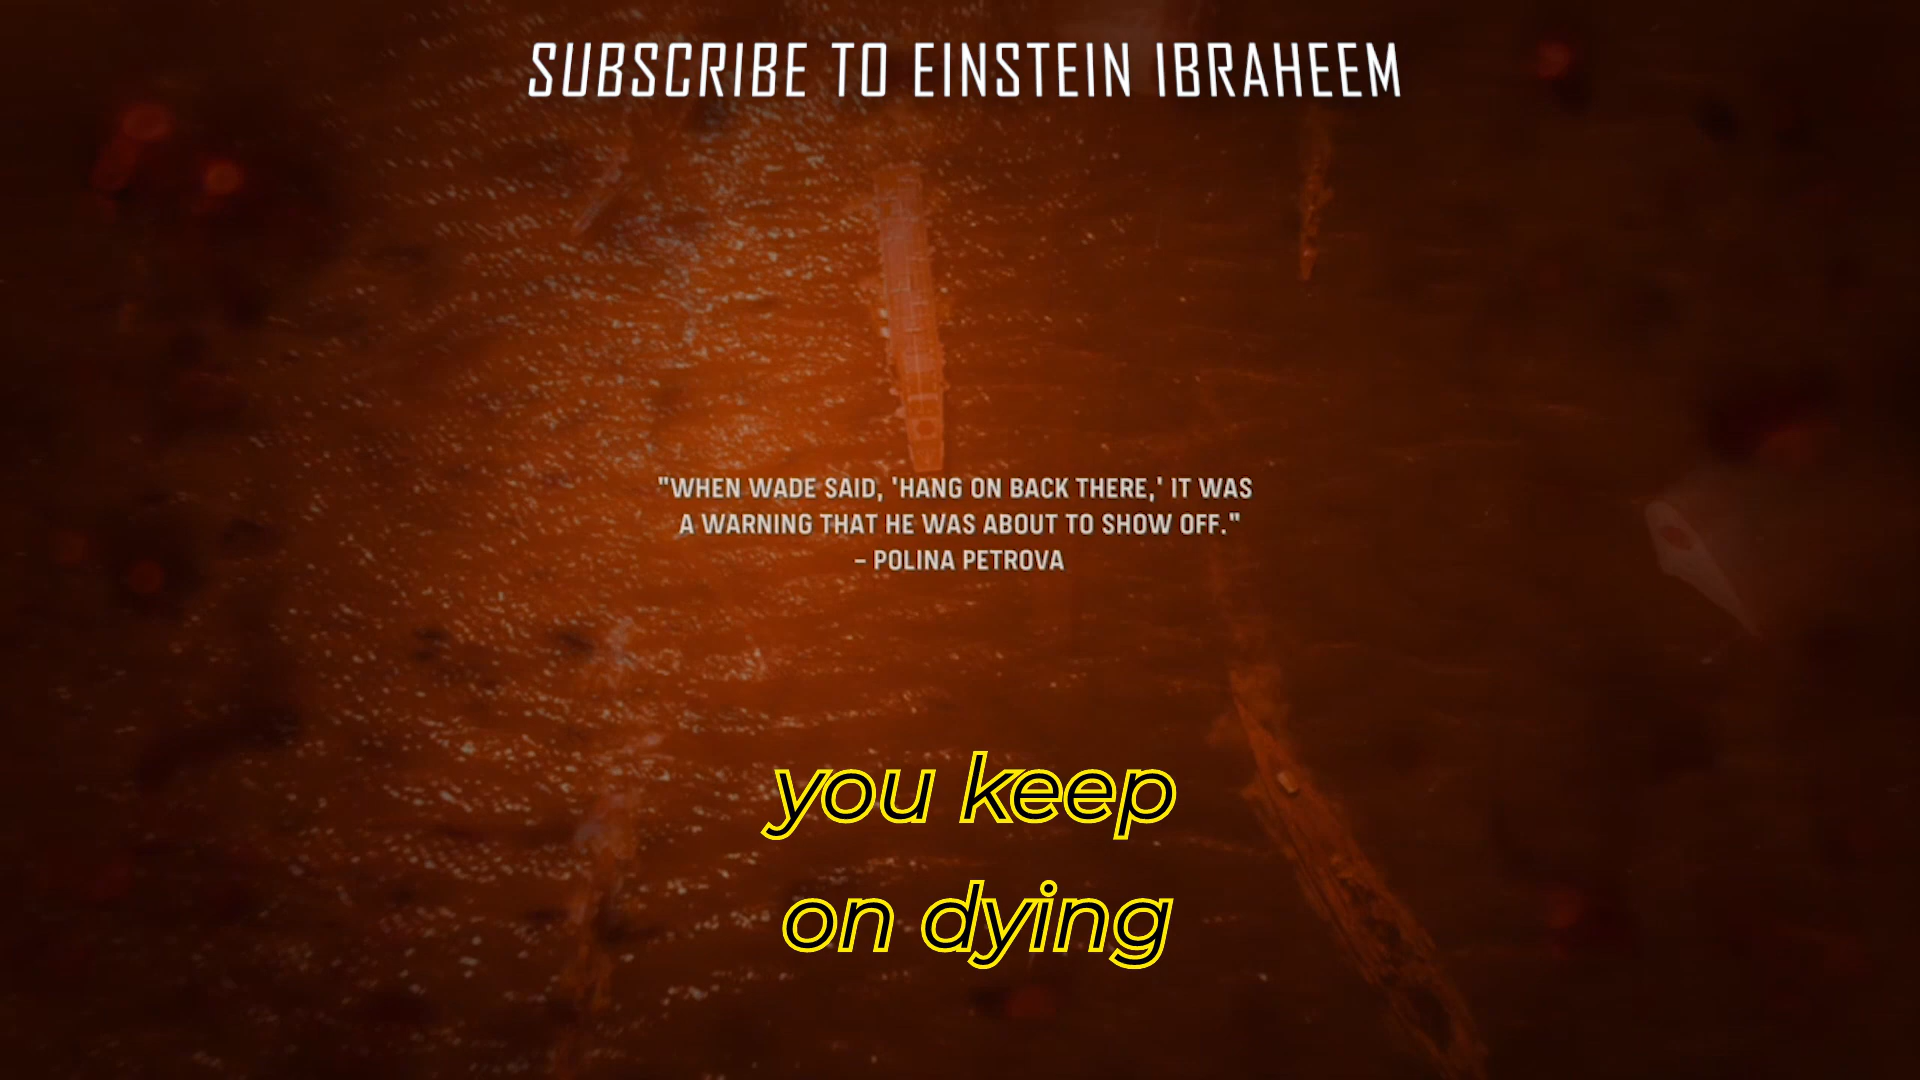 SUBSCRIBE TO EINSTEIN IBRAHEEM
"WHEN WADE SAID, 'HANG ON BACK THERE,' IT WAS
A WARNING THAT HE WAS ABOUT TO SHOW OFF."
– POLINA PETROVA
you keep
on dying